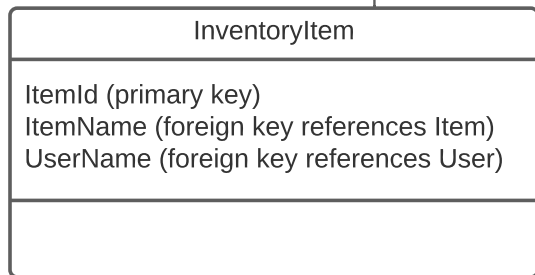 InventoryItem
ItemId (primary key)
ItemName (foreign key references Item)
UserName (foreign key references User)